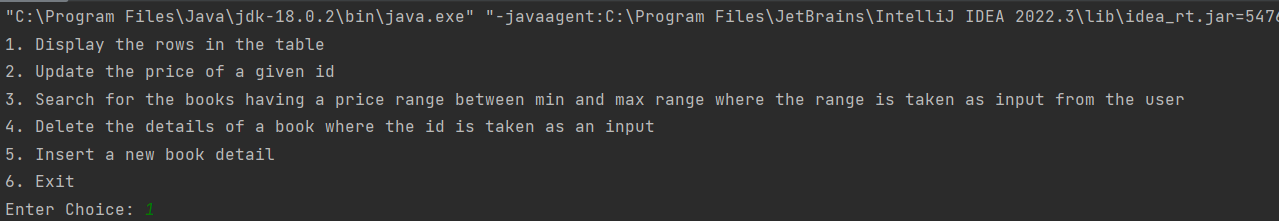 "C:\Program Files\Java\jdk-18.0.2\bin\java.exe" "-javaagent:C:\Program Files\JetBrains\IntelliJ IDEA 2022.3\lib\idea_rt.jar=5476
1. Display the rows in the table
2. Update the price of a given id
3. Search for the books having a price range between min and max range where the range is taken as input from the user
4. Delete the details of a book where the id is taken as an input
5. Insert a new book detail
6. Exit
Enter Choice: 1